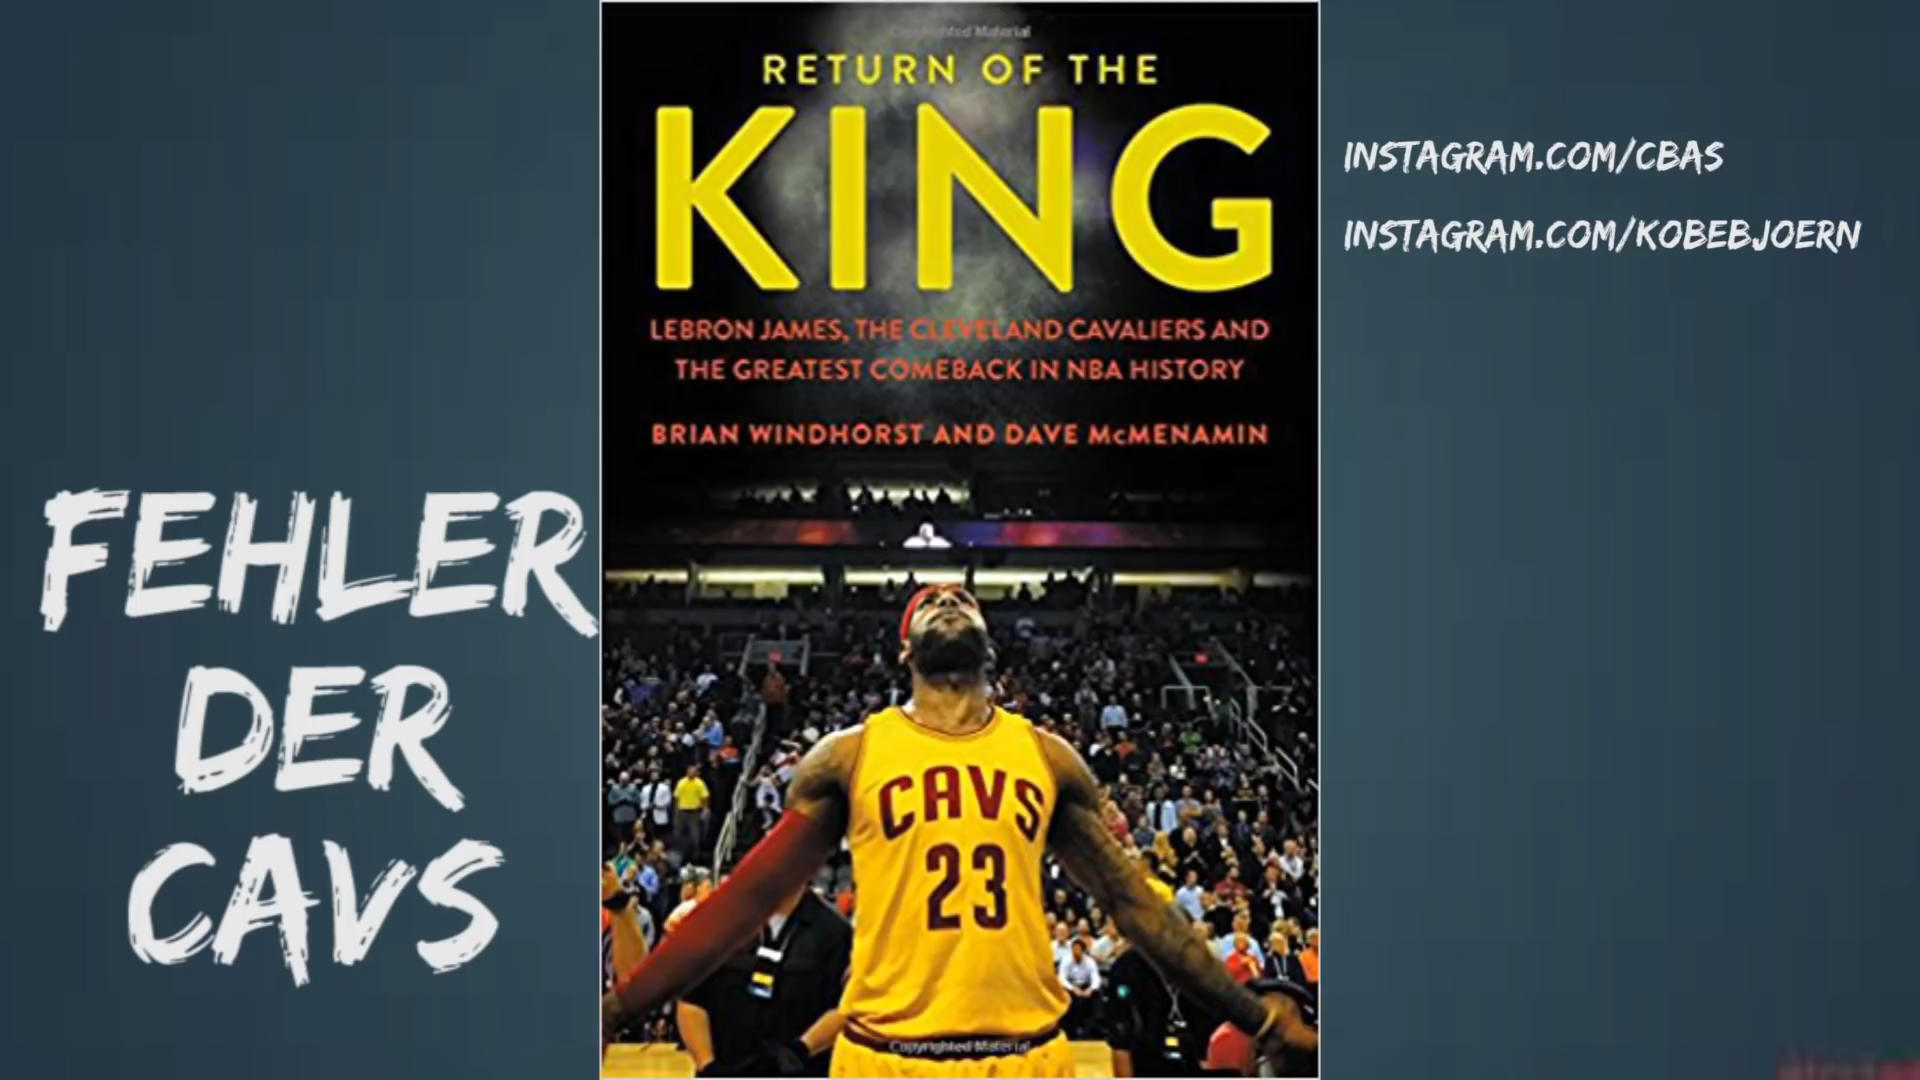 FEHLER
DER
CAVS
Copyrighted Material
RETURN OF THE
KING
LEBRON JAMES, THE CLEVELAND CAVALIERS AND
THE GREATEST COMEBACK IN NBA HISTORY
BRIAN WINDHORST AND DAVE McMENAMIN
CAVS
23
Copyrighted Material
INSTAGRAM.COM/CBAS
INSTAGRAM.COM/KOBEBJOERN